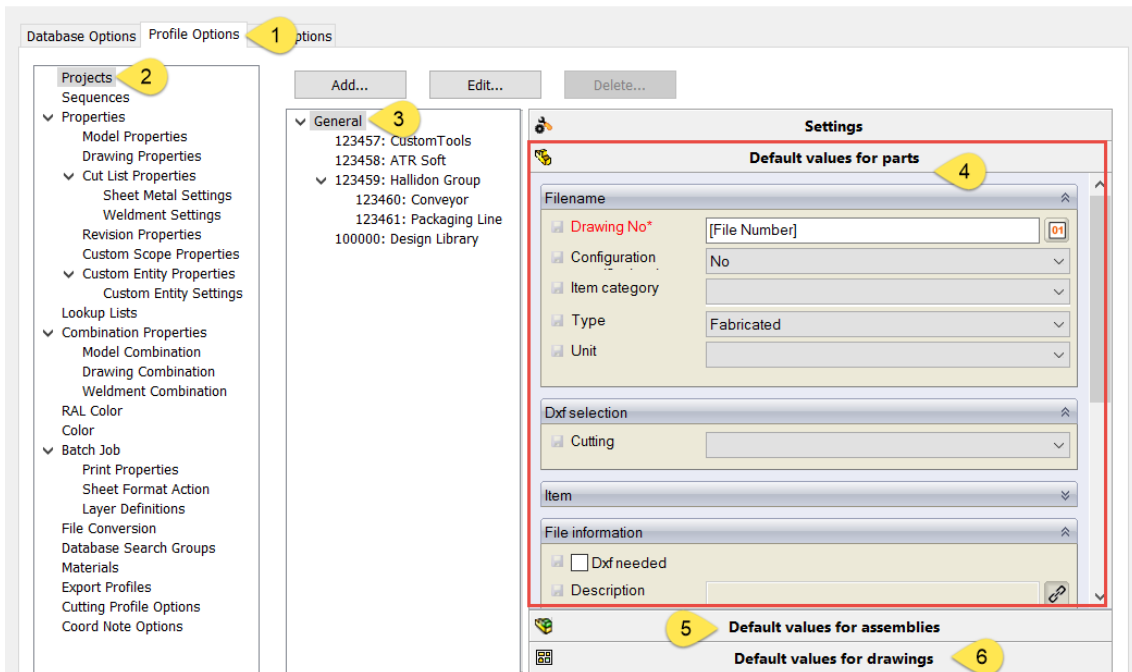 Database Options
Profile Options
1
ptions
Projects
2
Sequences
Properties
Model Properties
Drawing Properties
Cut List Properties
Sheet Metal Settings
Weldment Settings
Revision Properties
Custom Scope Properties
Custom Entity Properties
Custom Entity Settings
Lookup Lists
Combination Properties
Model Combination
Drawing Combination
Weldment Combination
RAL Color
Color
Batch Job
Print Properties
Sheet Format Action
Layer Definitions
File Conversion
Database Search Groups
Materials
Export Profiles
Cutting Profile Options
Coord Note Options
Add...
Edit...
Delete...
General
3
123457: CustomTools
123458: ATR Soft
123459: Hallidon Group
123460: Conveyor
123461: Packaging Line
100000: Design Library
Settings
Default values for parts
4
Filename
Drawing No*
[File Number]
01
Configuration
No
Item category
Type
Fabricated
Unit
Dxf selection
Cutting
Item
File information
Dxf needed
Description
5
Default values for assemblies
Default values for drawings
6